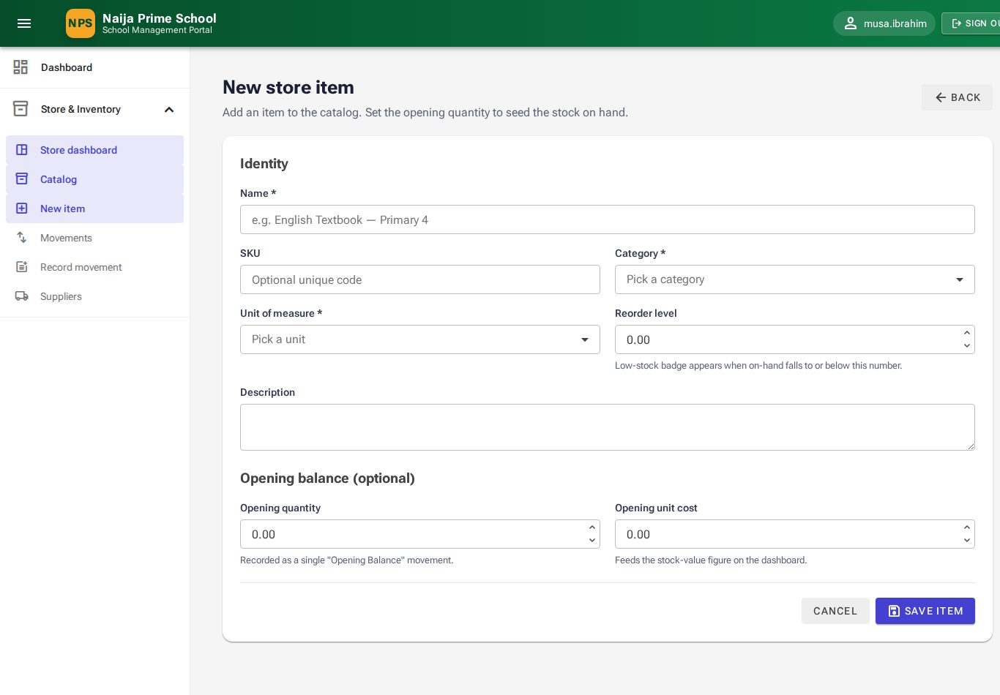 NPS
Naija Prime School
School Management Portal
musa.ibrahim
SIGN OU
Dashboard
Store & Inventory
Store dashboard
Catalog
New item
Movements
Record movement
Suppliers
New store item
Add an item to the catalog. Set the opening quantity to seed the stock on hand.
BACK
Identity
Name *
e.g. English Textbook — Primary 4
SKU
Optional unique code
Category *
Pick a category
Unit of measure *
Pick a unit
Reorder level
0.00
Low-stock badge appears when on-hand falls to or below this number.
Description
Opening balance (optional)
Opening quantity
0.00
Recorded as a single "Opening Balance" movement.
Opening unit cost
0.00
Feeds the stock-value figure on the dashboard.
CANCEL
SAVE ITEM